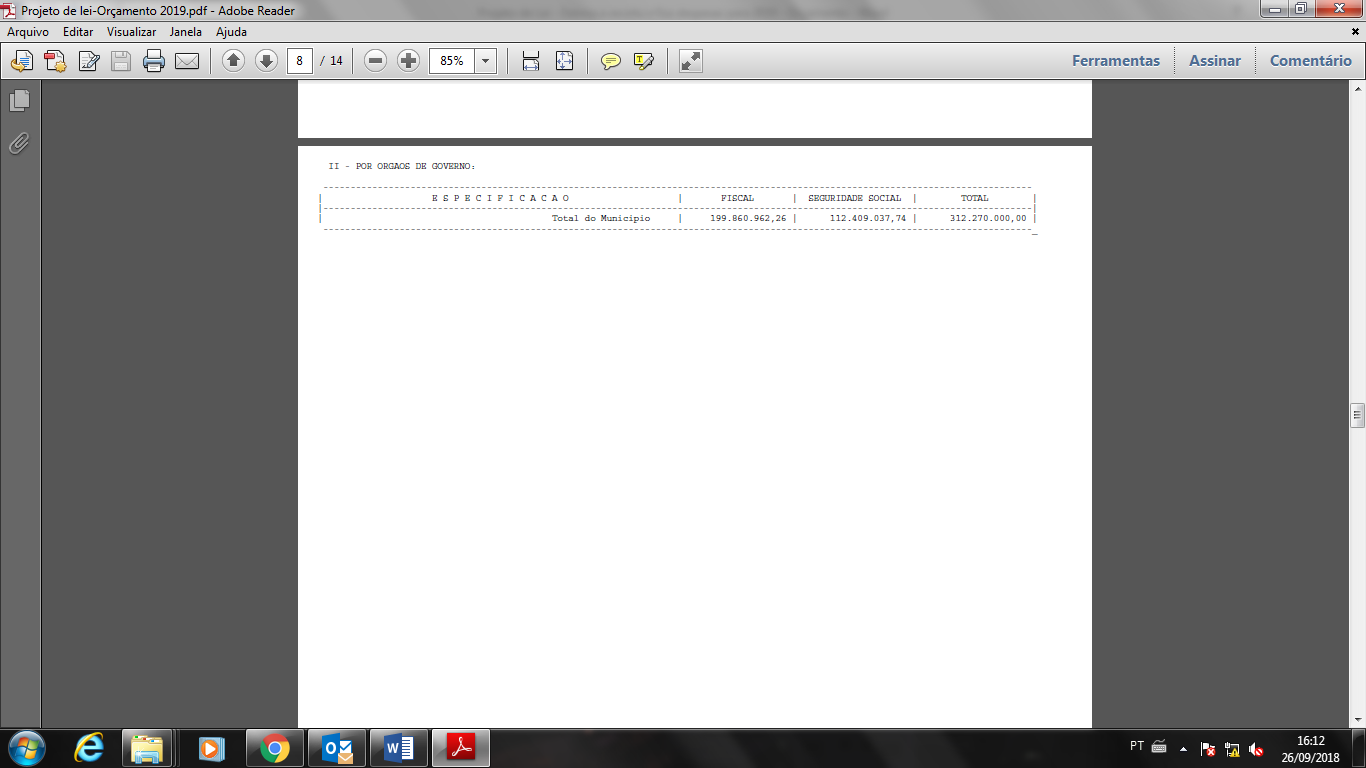 Projeto de lei-Orçamento 2019.pdf - Adobe Reader
Arquivo Editar Visualizar Janela Ajuda
8 / 14 85% Ferramentas Assinar Comentário
II - POR ORGAOS DE GOVERNO:
E S P E C I F I C A C A O | FISCAL | SEGURIDADE SOCIAL | TOTAL
Total do Municipio | 199.860.962,26 | 112.409.037,74 | 312.270.000,00
PT 16:12
26/09/2018